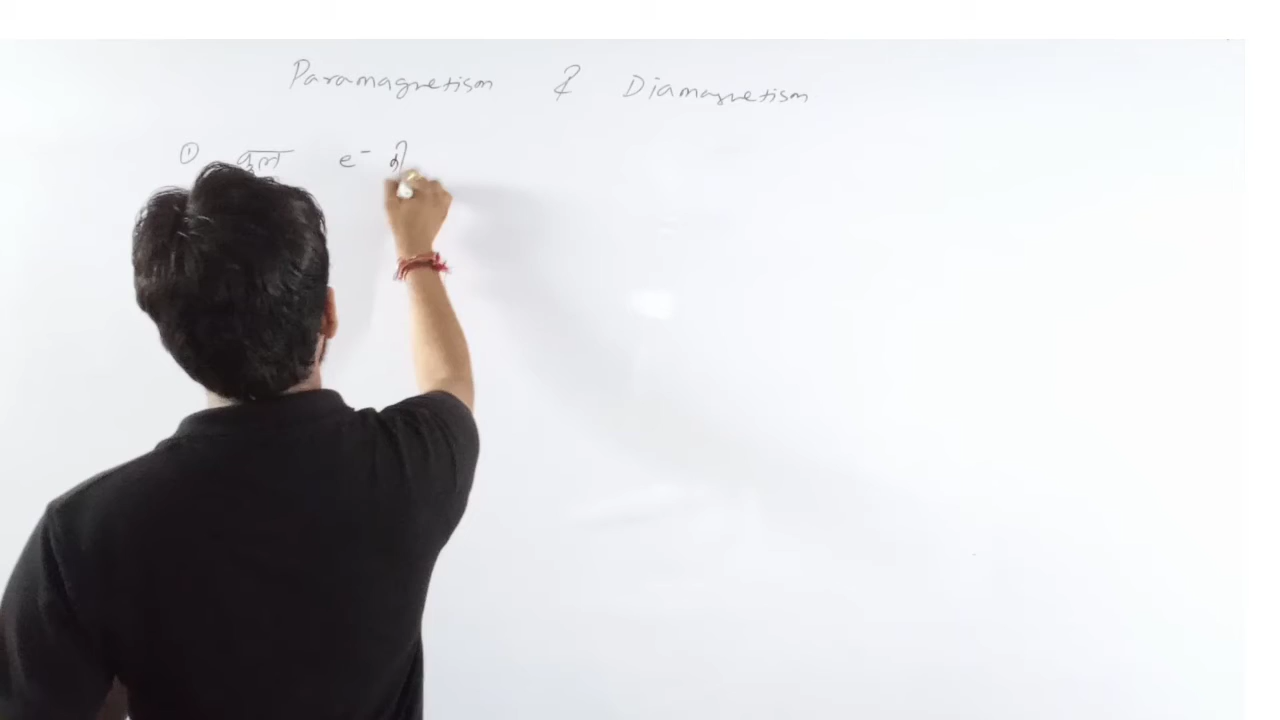 Paramagnetism & Diamagnetism
① कुल e⁻